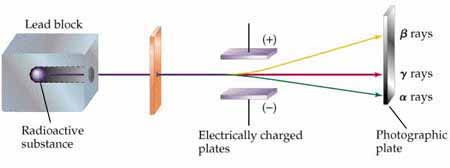 Lead block
(+)
β rays
γ rays
α rays
(−)
Radioactive
substance
Electrically charged
plates
Photographic
plate